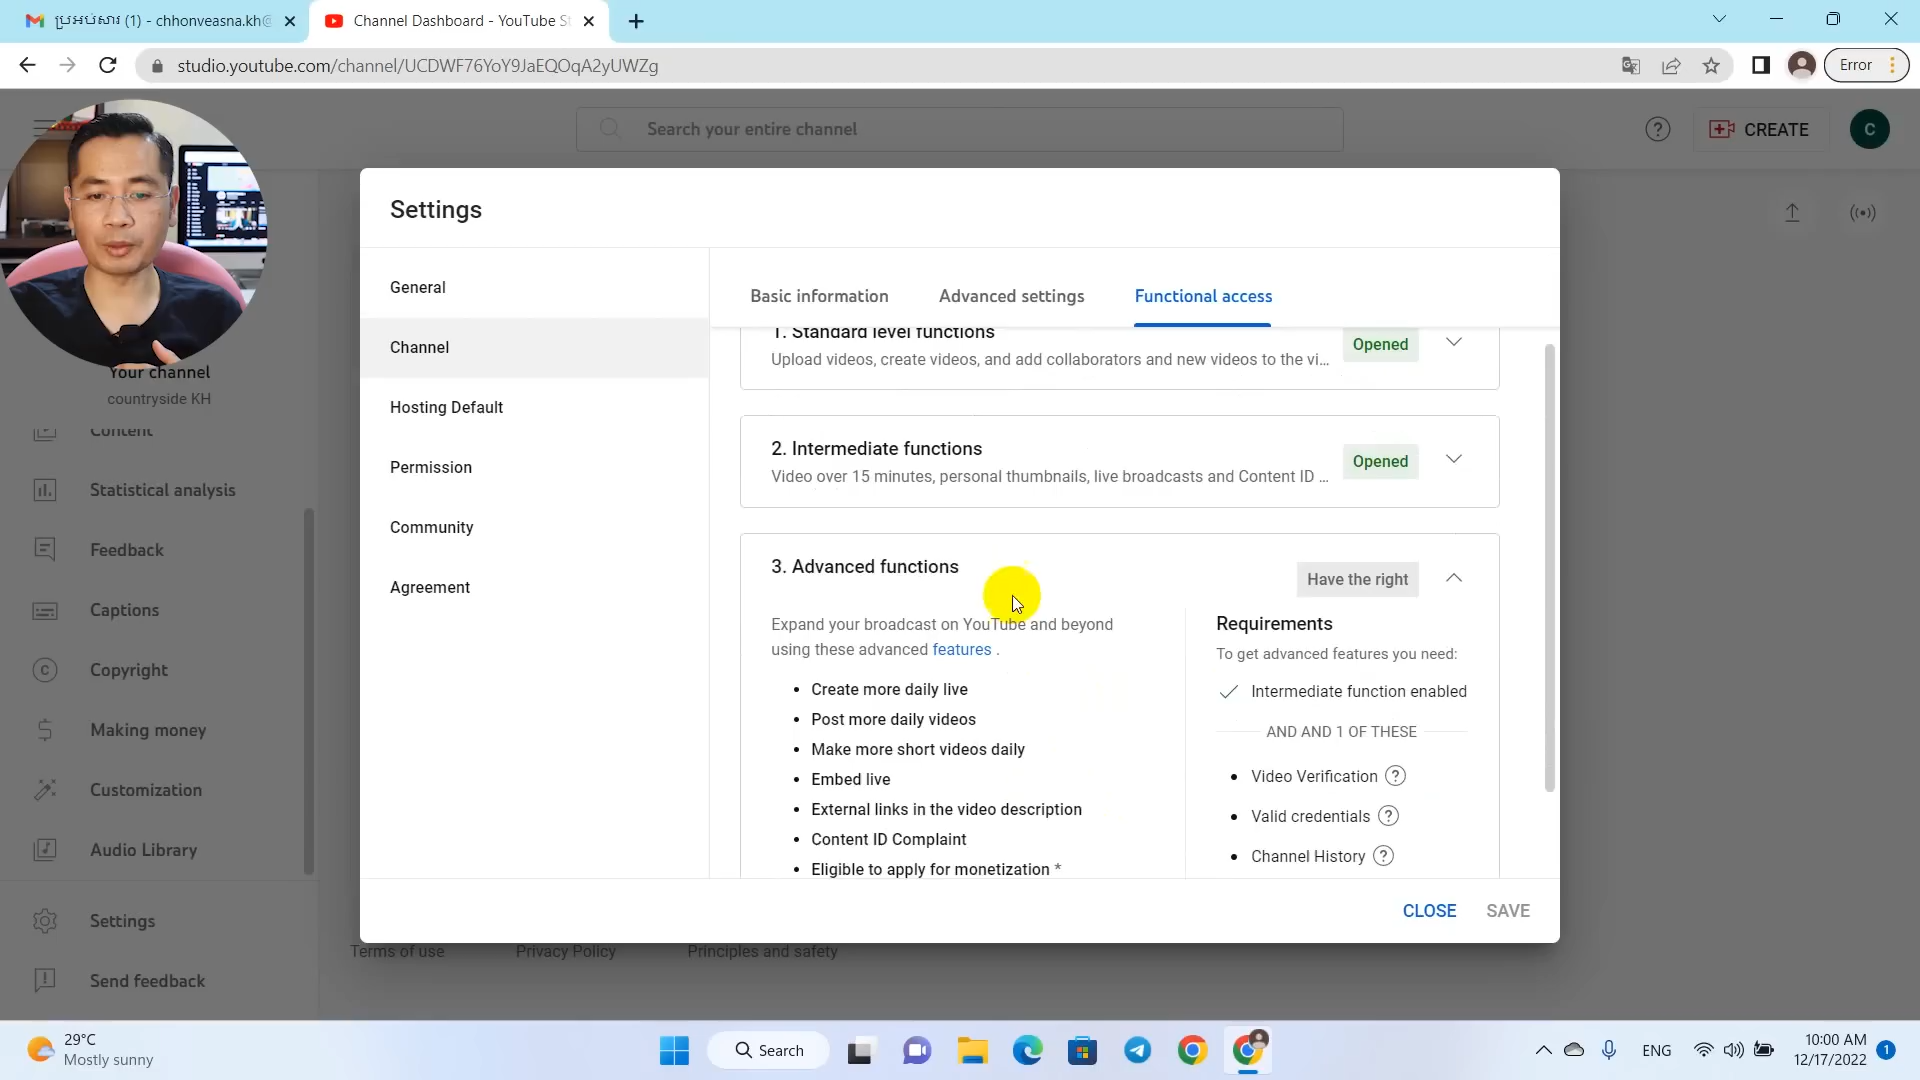 ប្រអប់សារ (1) - chhonveasna.kh@
Channel Dashboard - YouTube St
studio.youtube.com/channel/UCDWF76YoY9JaEQOqA2yUWZg
Error
Search your entire channel
CREATE
C
Settings
General
Channel
Hosting Default
Permission
Community
Agreement
Basic information
Advanced settings
Functional access
1. Standard level functions
Upload videos, create videos, and add collaborators and new videos to the vi...
Opened
2. Intermediate functions
Video over 15 minutes, personal thumbnails, live broadcasts and Content ID ...
Opened
3. Advanced functions
Have the right
Expand your broadcast on YouTube and beyond
using these advanced features .
• Create more daily live
• Post more daily videos
• Make more short videos daily
• Embed live
• External links in the video description
• Content ID Complaint
• Eligible to apply for monetization *
Requirements
To get advanced features you need:
Intermediate function enabled
AND AND 1 OF THESE
• Video Verification
• Valid credentials
• Channel History
CLOSE
SAVE
Your channel
countryside KH
Content
Statistical analysis
Feedback
Captions
Copyright
Making money
Customization
Audio Library
Settings
Send feedback
Terms of use
Privacy Policy
Principles and safety
29°C
Mostly sunny
Search
ENG
10:00 AM
12/17/2022
1